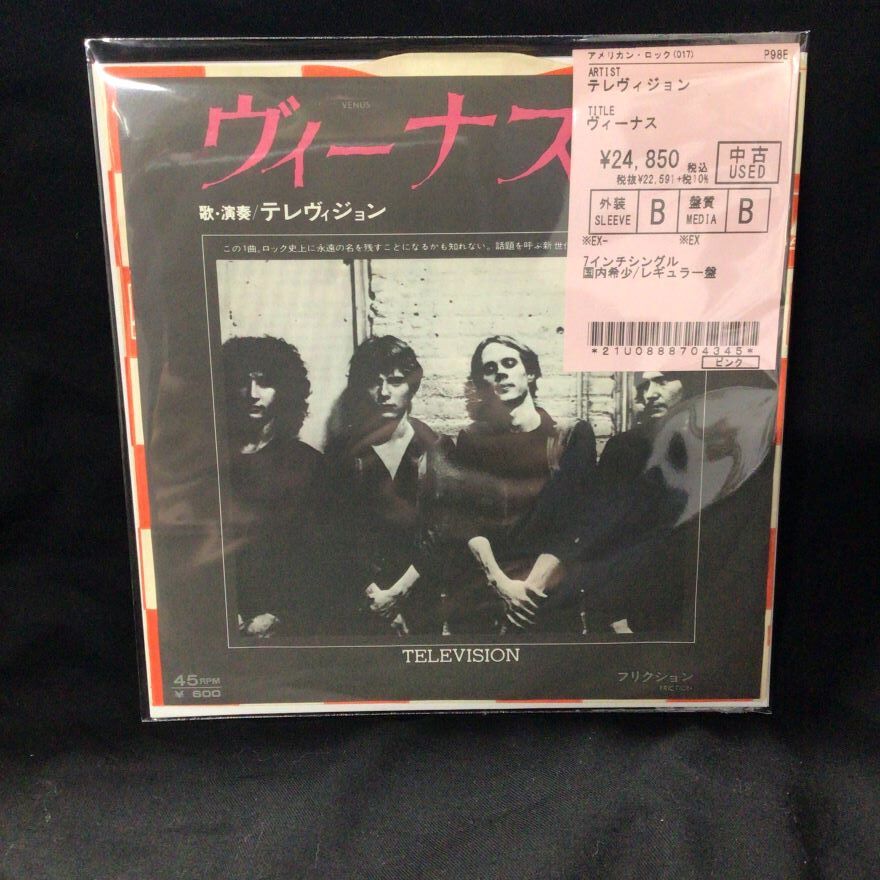 VENUS
ヴィーナス
歌・演奏/テレヴィジョン
この1曲。ロック史上に永遠の名を残すことになるかも知れない。話題を呼ぶ新世
TELEVISION
45RPM
¥ 600
フリクション
FRICTION
アメリカン・ロック(017) P98E
ARTIST
テレヴィジョン
TITLE
ヴィーナス
¥24,850 税込
税抜¥22,591+税10%
中古
USED
外装
SLEEVE
B
盤質
MEDIA
B
※EX- ※EX
7インチシングル
国内希少/レギュラー盤
*21U0888704345*
ピンク